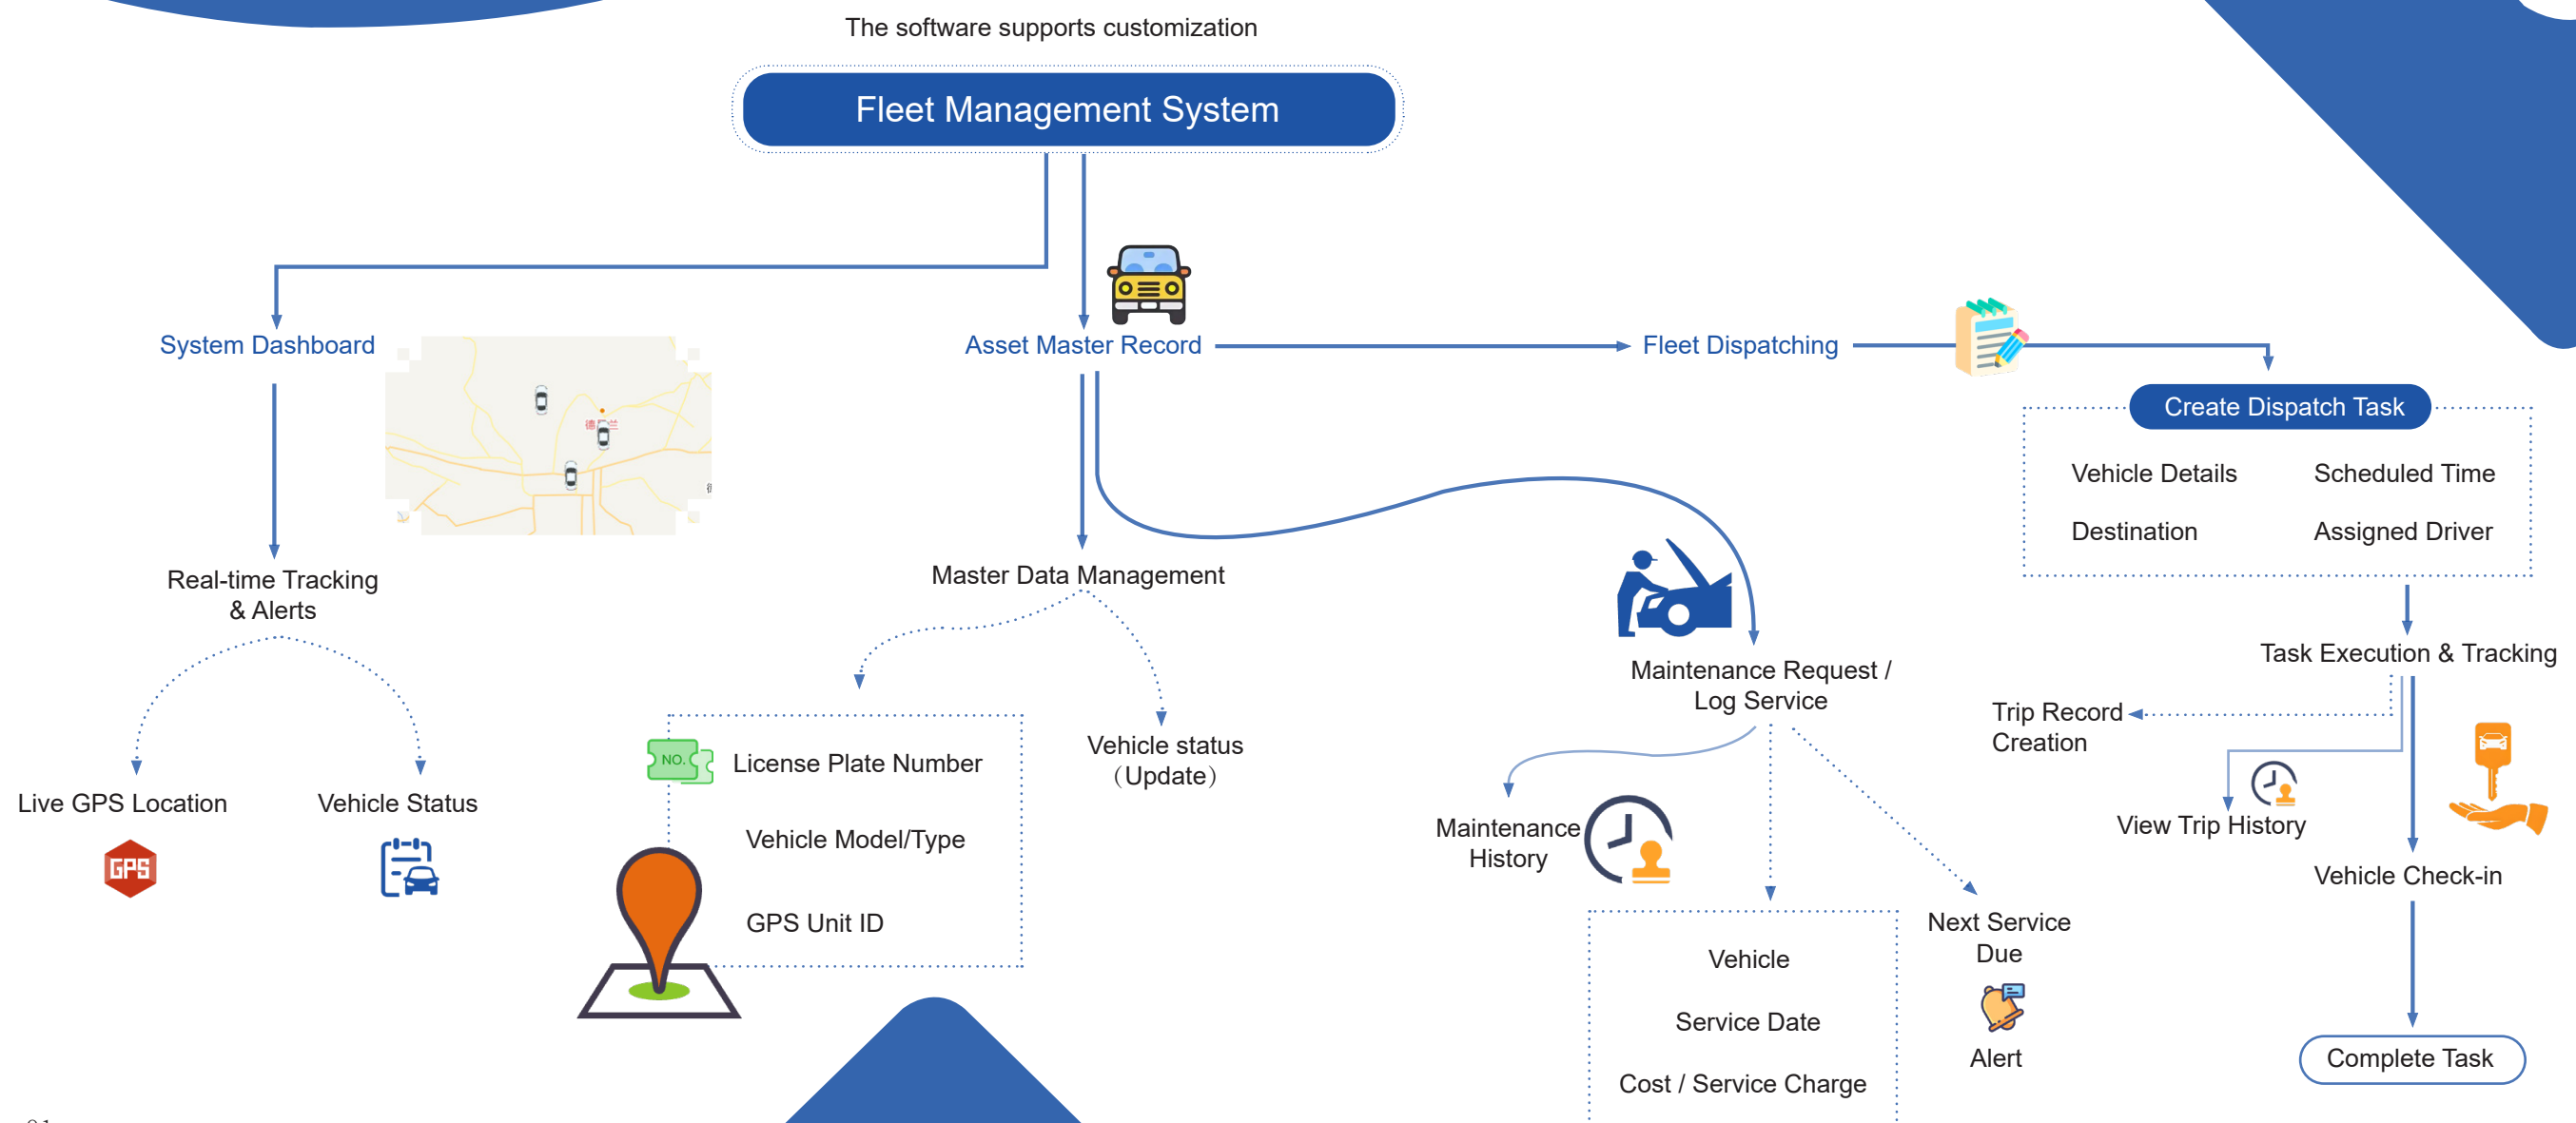 The software supports customization
Fleet Management System
System Dashboard
Asset Master Record
Fleet Dispatching
Create Dispatch Task
Vehicle Details
Scheduled Time
Destination
Assigned Driver
Real-time Tracking
& Alerts
Master Data Management
Maintenance Request /
Log Service
Task Execution & Tracking
Trip Record
Creation
View Trip History
Live GPS Location
GPS
Vehicle Status
NO.
License Plate Number
Vehicle Model/Type
GPS Unit ID
Vehicle status
（Update）
Maintenance
History
Vehicle
Service Date
Cost / Service Charge
Next Service
Due
Alert
Vehicle Check-in
Complete Task